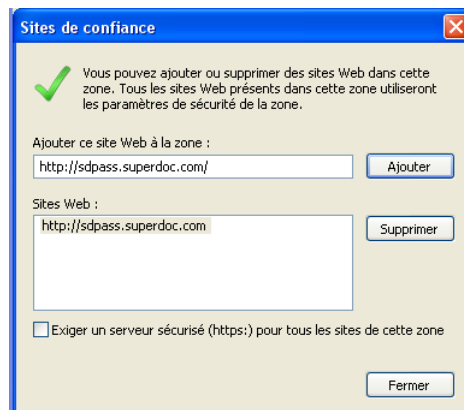 Sites de confiance
Vous pouvez ajouter ou supprimer des sites Web dans cette
zone. Tous les sites Web présents dans cette zone utiliseront
les paramètres de sécurité de la zone.
Ajouter ce site Web à la zone :
http://sdpass.superdoc.com/
Ajouter
Sites Web :
http://sdpass.superdoc.com
Supprimer
Exiger un serveur sécurisé (https:) pour tous les sites de cette zone
Fermer